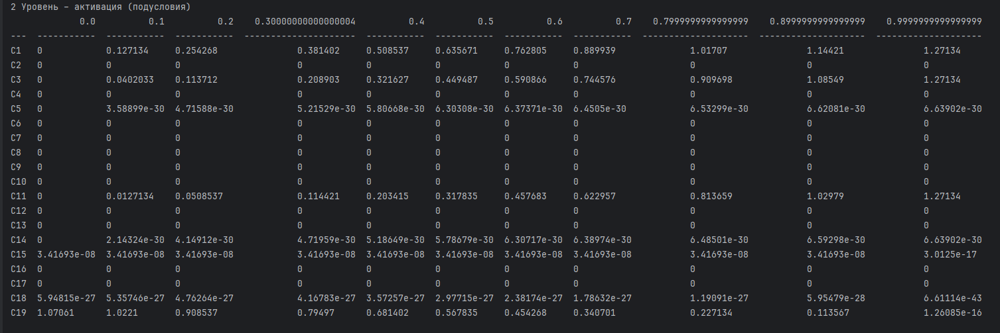 2 Уровень – активация (подусловия)
0.0 0.1 0.2 0.30000000000000004 0.4 0.5 0.6 0.7 0.7999999999999999 0.8999999999999999 0.9999999999999999
--- ----------- ----------- ----------- ------------------- ----------- ----------- ----------- ----------- ------------------ ------------------ ------------------
C1 0 0.127134 0.254268 0.381402 0.508537 0.635671 0.762805 0.889939 1.01707 1.14421 1.27134
C2 0 0 0 0 0 0 0 0 0 0 0
C3 0 0.0402033 0.113712 0.208903 0.321627 0.449487 0.590866 0.744576 0.909698 1.08549 1.27134
C4 0 0 0 0 0 0 0 0 0 0 0
C5 0 3.58899e-30 4.71588e-30 5.21529e-30 5.80668e-30 6.30308e-30 6.37371e-30 6.4505e-30 6.53299e-30 6.62081e-30 6.63902e-30
C6 0 0 0 0 0 0 0 0 0 0 0
C7 0 0 0 0 0 0 0 0 0 0 0
C8 0 0 0 0 0 0 0 0 0 0 0
C9 0 0 0 0 0 0 0 0 0 0 0
C10 0 0 0 0 0 0 0 0 0 0 0
C11 0 0.0127134 0.0508537 0.114421 0.203415 0.317835 0.457683 0.622957 0.813659 1.02979 1.27134
C12 0 0 0 0 0 0 0 0 0 0 0
C13 0 0 0 0 0 0 0 0 0 0 0
C14 0 2.14324e-30 4.14912e-30 4.71959e-30 5.18649e-30 5.78679e-30 6.30717e-30 6.38974e-30 6.48501e-30 6.59298e-30 6.63902e-30
C15 3.41693e-08 3.41693e-08 3.41693e-08 3.41693e-08 3.41693e-08 3.41693e-08 3.41693e-08 3.41693e-08 3.41693e-08 3.41693e-08 3.0125e-17
C16 0 0 0 0 0 0 0 0 0 0 0
C17 0 0 0 0 0 0 0 0 0 0 0
C18 5.94815e-27 5.35746e-27 4.76264e-27 4.16783e-27 3.57257e-27 2.97715e-27 2.38174e-27 1.78632e-27 1.19091e-27 5.95479e-28 6.61114e-43
C19 1.07061 1.0221 0.908537 0.79497 0.681402 0.567835 0.454268 0.340701 0.227134 0.113567 1.26085e-16